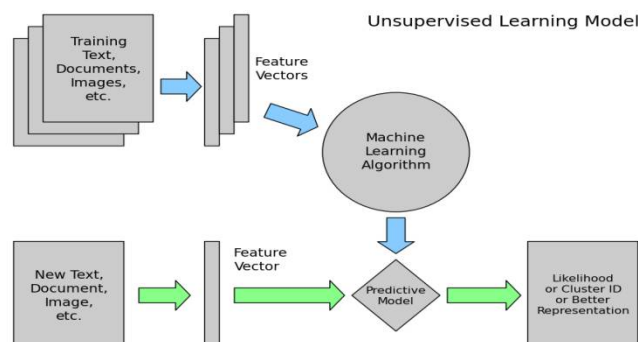 Unsupervised Learning Model
Training
Text,
Documents,
Images,
etc.
Feature
Vectors
Machine
Learning
Algorithm
New Text,
Document,
Image,
etc.
Feature
Vector
Predictive
Model
Likelihood
or Cluster ID
or Better
Representation